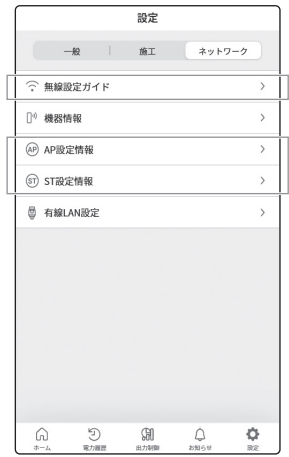 設定
一般 施工 ネットワーク
無線設定ガイド
機器情報
AP AP設定情報
ST ST設定情報
有線LAN設定
ホーム 電力履歴 出力制御 お知らせ 設定